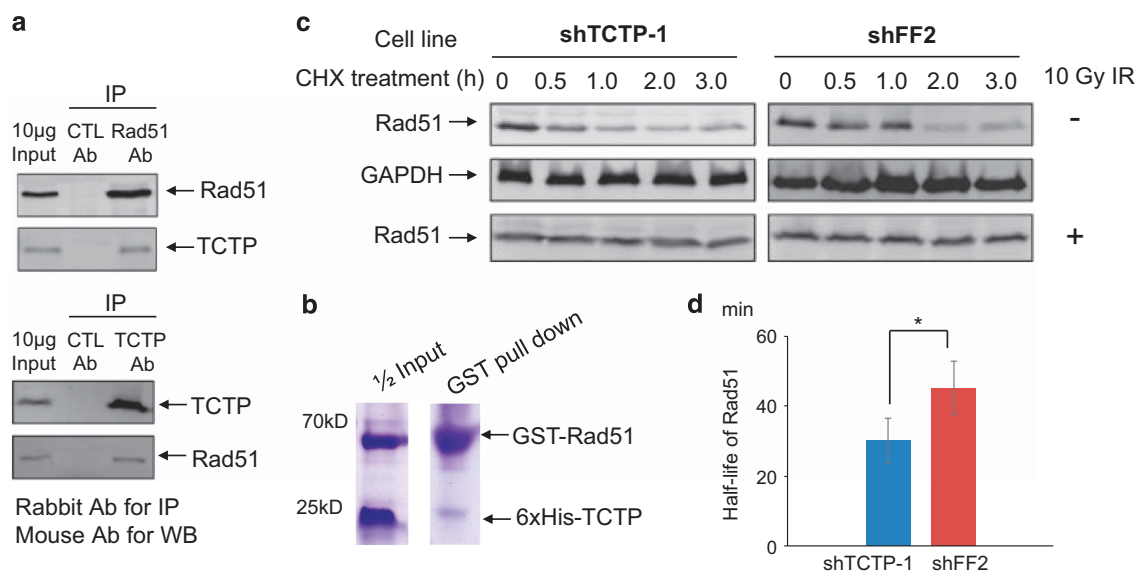 a
IP
10µg CTL Rad51
Input Ab Ab
Rad51
TCTP
IP
10µg CTL TCTP
Input Ab Ab
TCTP
Rad51
Rabbit Ab for IP
Mouse Ab for WB
b
½ Input
GST pull down
70kD
GST-Rad51
25kD
6xHis-TCTP
c
Cell line shTCTP-1 shFF2
CHX treatment (h) 0 0.5 1.0 2.0 3.0 0 0.5 1.0 2.0 3.0 10 Gy IR
Rad51 -
GAPDH
Rad51 +
d
min
60
40
20
0
Half-life of Rad51
*
shTCTP-1 shFF2